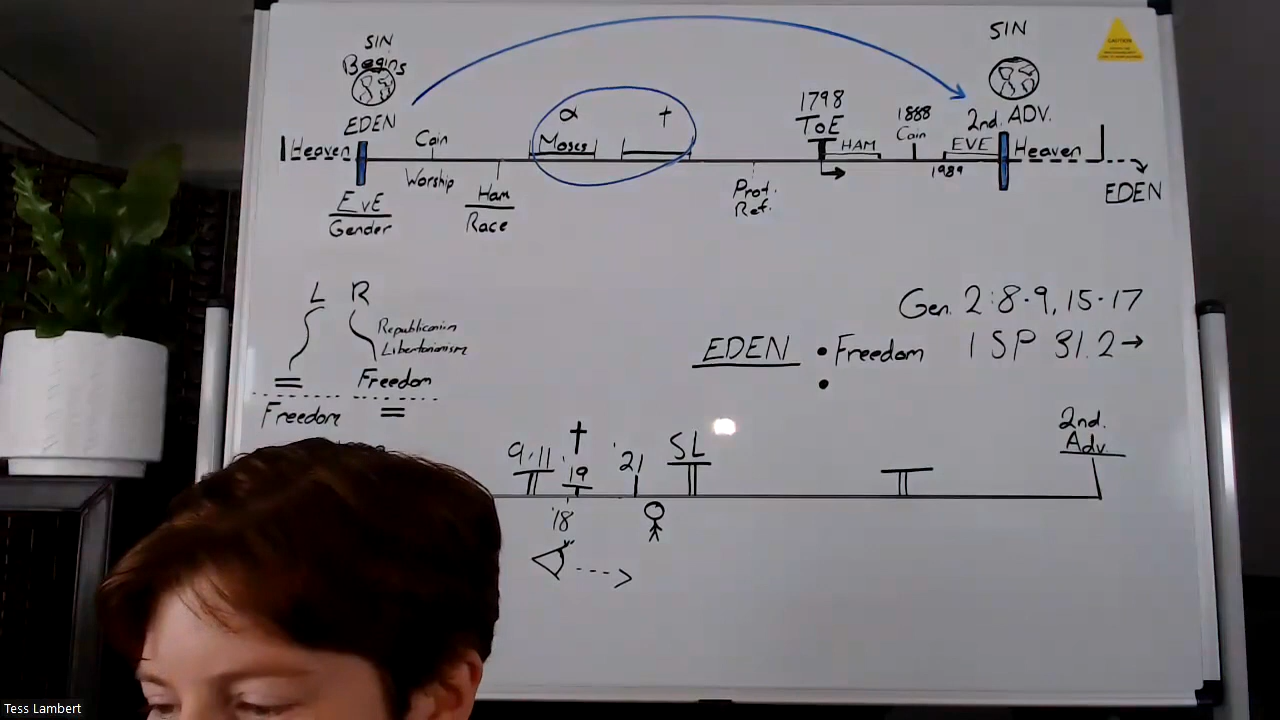 SIN
Begins
EDEN
Heaven
Cain
Worship
EvE
Gender
Ham
Race
α
Moses
†
Prot.
Ref.
1798
ToE
HAM
1888
Cain
EVE
1989
SIN
2nd. ADV.
Heaven
EDEN
CAUTION
L R
Republicanism
Libertarianism
= Freedom
Freedom =
Gen. 2:8-9, 15-17
EDEN • Freedom
•
1 SP 31.2→
9.11
†
'19
'18
'21
SL
2nd.
Adv.
Tess Lambert